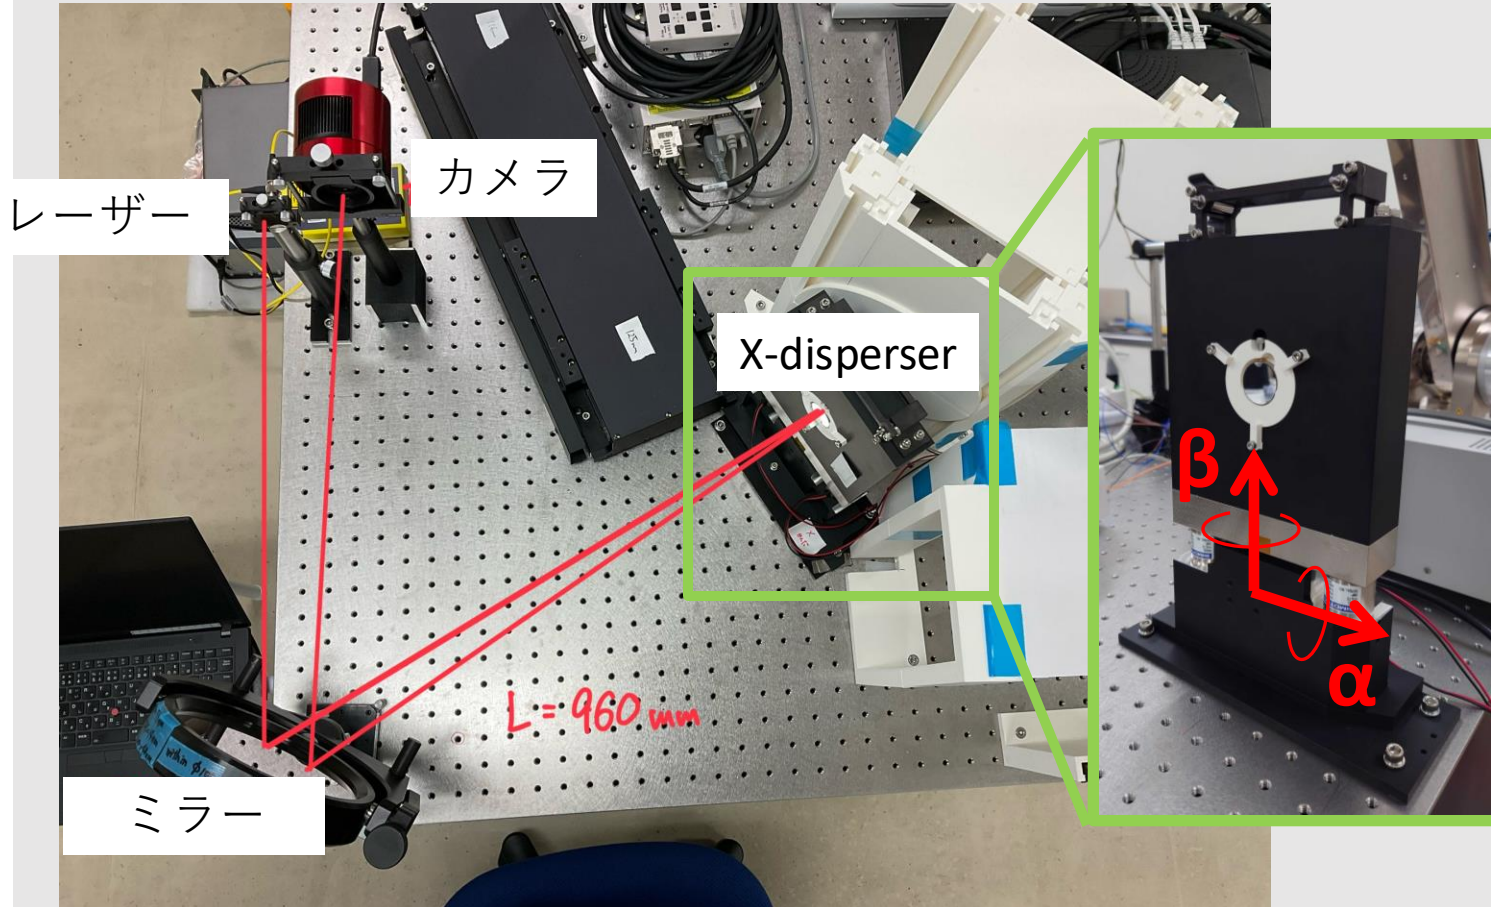 カメラ
レーザー
X-disperser
β
α
L = 960 mm
ミラー